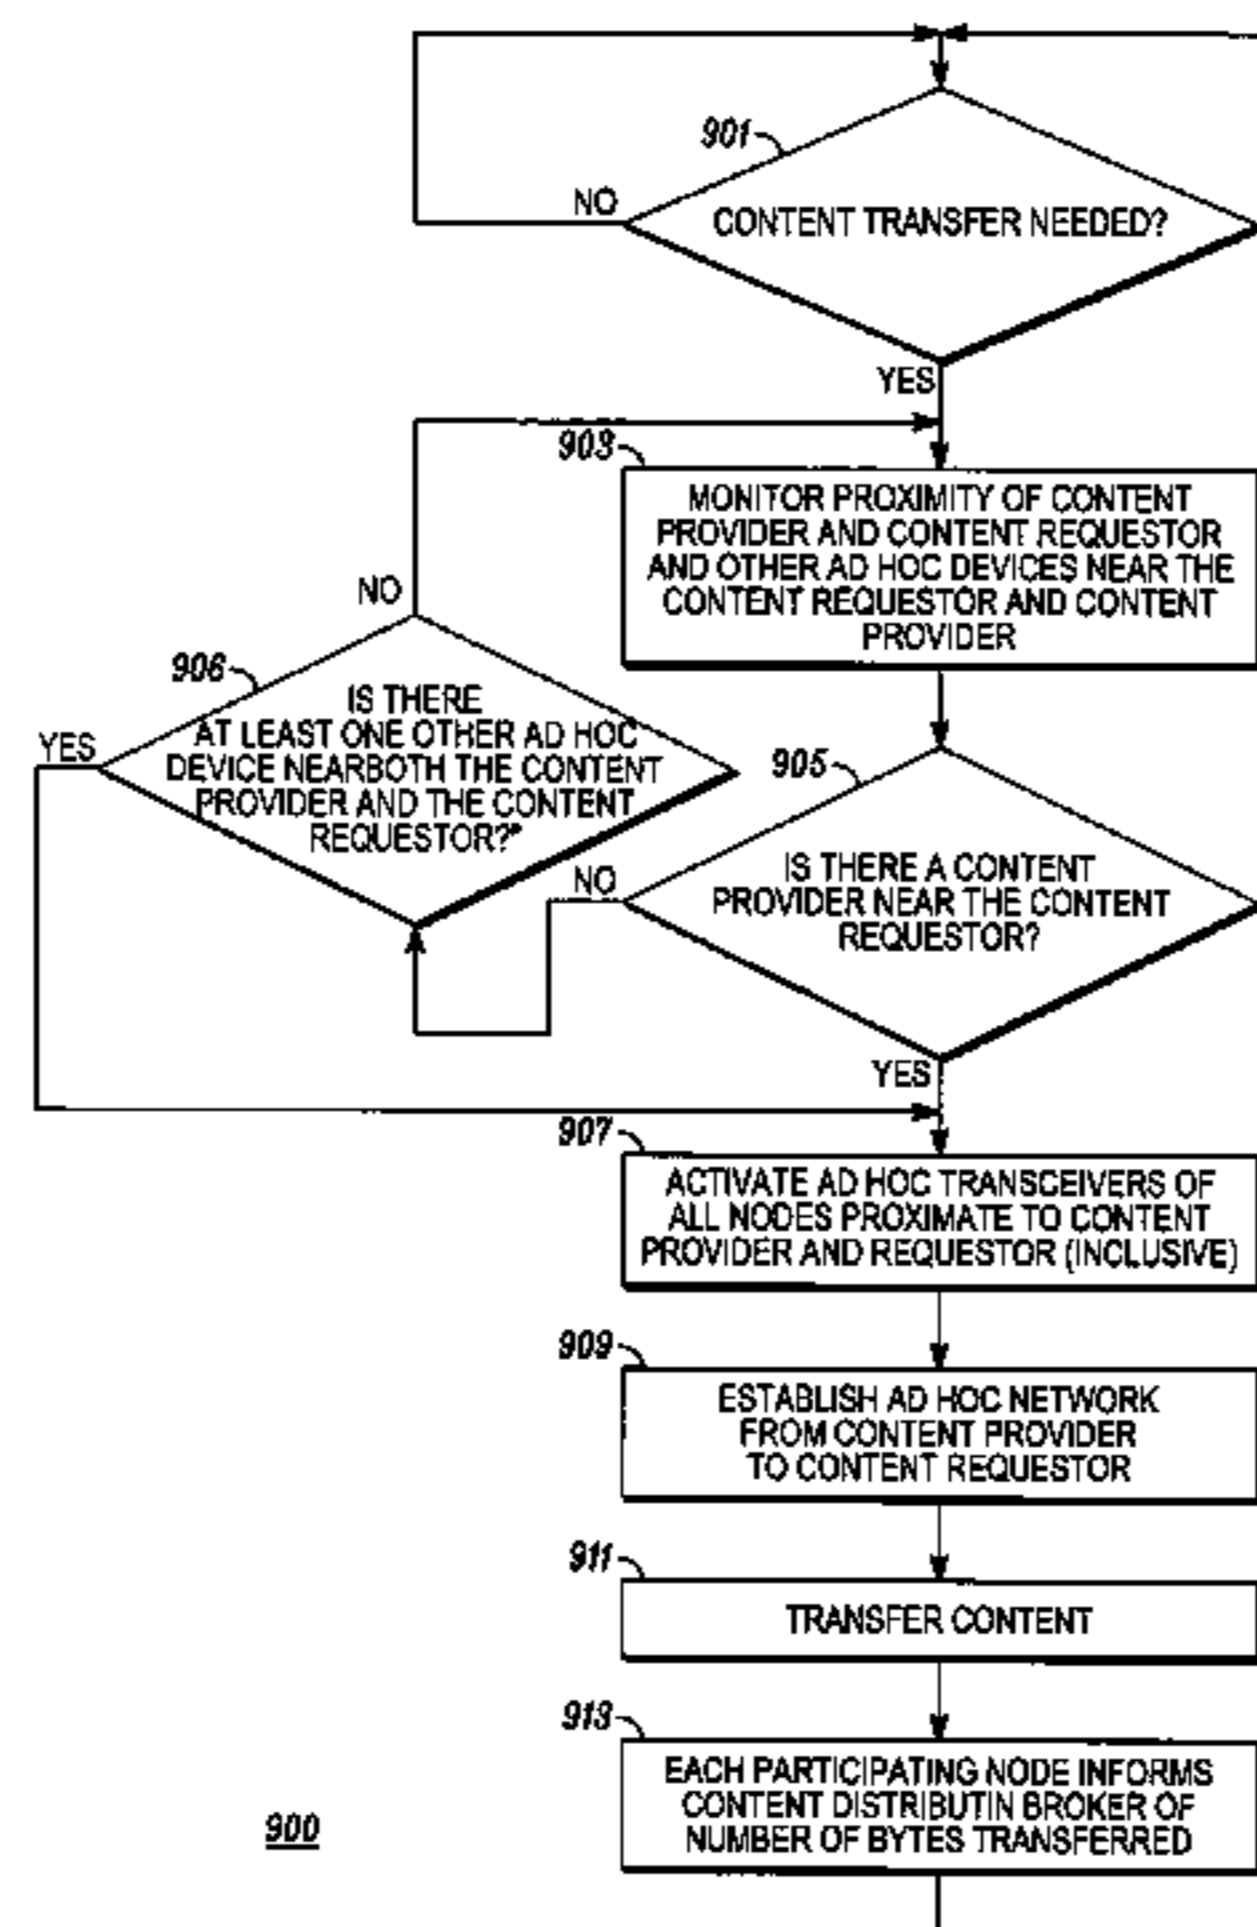 901
NO
CONTENT TRANSFER NEEDED?
YES
903
MONITOR PROXIMITY OF CONTENT
PROVIDER AND CONTENT REQUESTOR
AND OTHER AD HOC DEVICES NEAR THE
CONTENT REQUESTOR AND CONTENT
PROVIDER
NO
906
IS THERE
AT LEAST ONE OTHER AD HOC
DEVICE NEARBOTH THE CONTENT
PROVIDER AND THE CONTENT
REQUESTOR?"
YES
905
IS THERE A CONTENT
PROVIDER NEAR THE CONTENT
REQUESTOR?
NO
YES
907
ACTIVATE AD HOC TRANSCEIVERS OF
ALL NODES PROXIMATE TO CONTENT
PROVIDER AND REQUESTOR (INCLUSIVE)
909
ESTABLISH AD HOC NETWORK
FROM CONTENT PROVIDER
TO CONTENT REQUESTOR
911
TRANSFER CONTENT
913
EACH PARTICIPATING NODE INFORMS
CONTENT DISTRIBUTIN BROKER OF
NUMBER OF BYTES TRANSFERRED
900